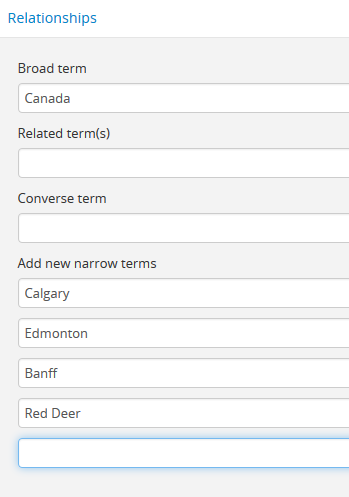 Relationships
Broad term
Canada
Related term(s)
Converse term
Add new narrow terms
Calgary
Edmonton
Banff
Red Deer